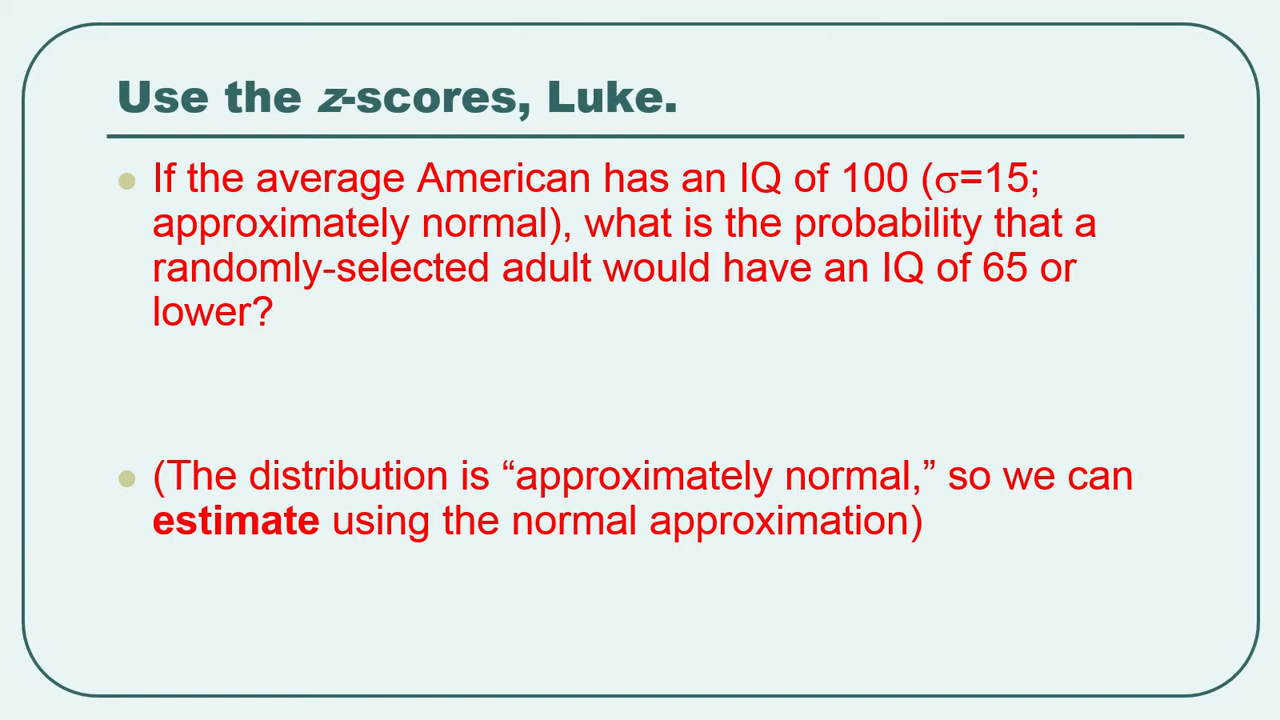 Use the z-scores, Luke.
If the average American has an IQ of 100 (σ=15;
approximately normal), what is the probability that a
randomly-selected adult would have an IQ of 65 or
lower?
(The distribution is “approximately normal,” so we can
estimate using the normal approximation)